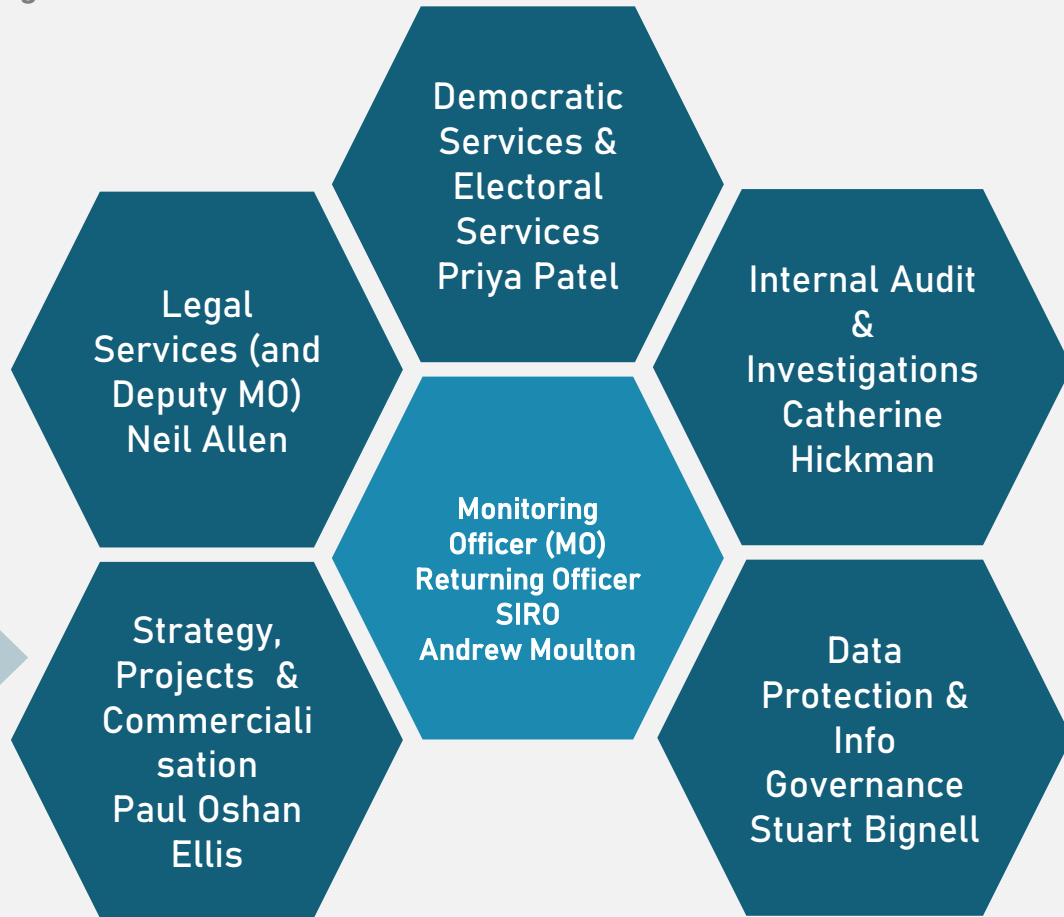 Democratic
Services &
Electoral
Services
Priya Patel
Legal
Services (and
Deputy MO)
Neil Allen
Internal Audit
&
Investigations
Catherine
Hickman
Monitoring
Officer (MO)
Returning Officer
SIRO
Andrew Moulton
Strategy,
Projects &
Commerciali
sation
Paul Oshan
Ellis
Data
Protection &
Info
Governance
Stuart Bignell